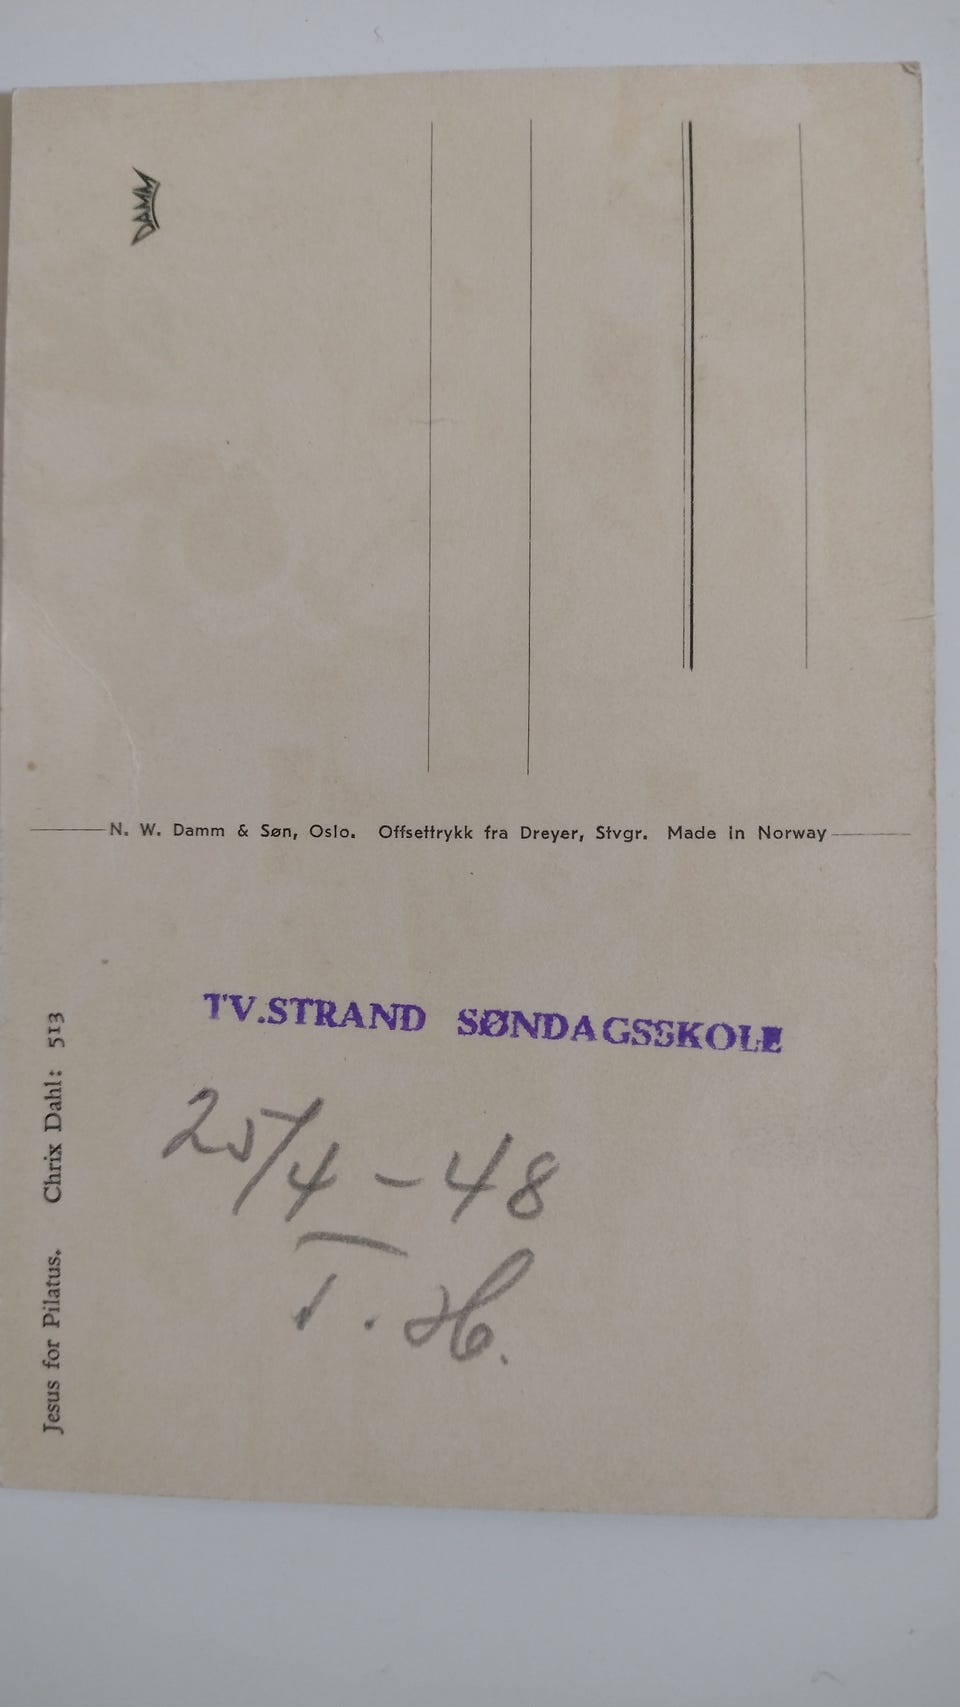 DAMM
N. W. Damm & Søn, Oslo. Offsettrykk fra Dreyer, Stvgr. Made in Norway
Jesus for Pilatus. Chrix Dahl: 513
TV.STRAND SØNDAGSSKOLE
25/4 - 48
T. H.